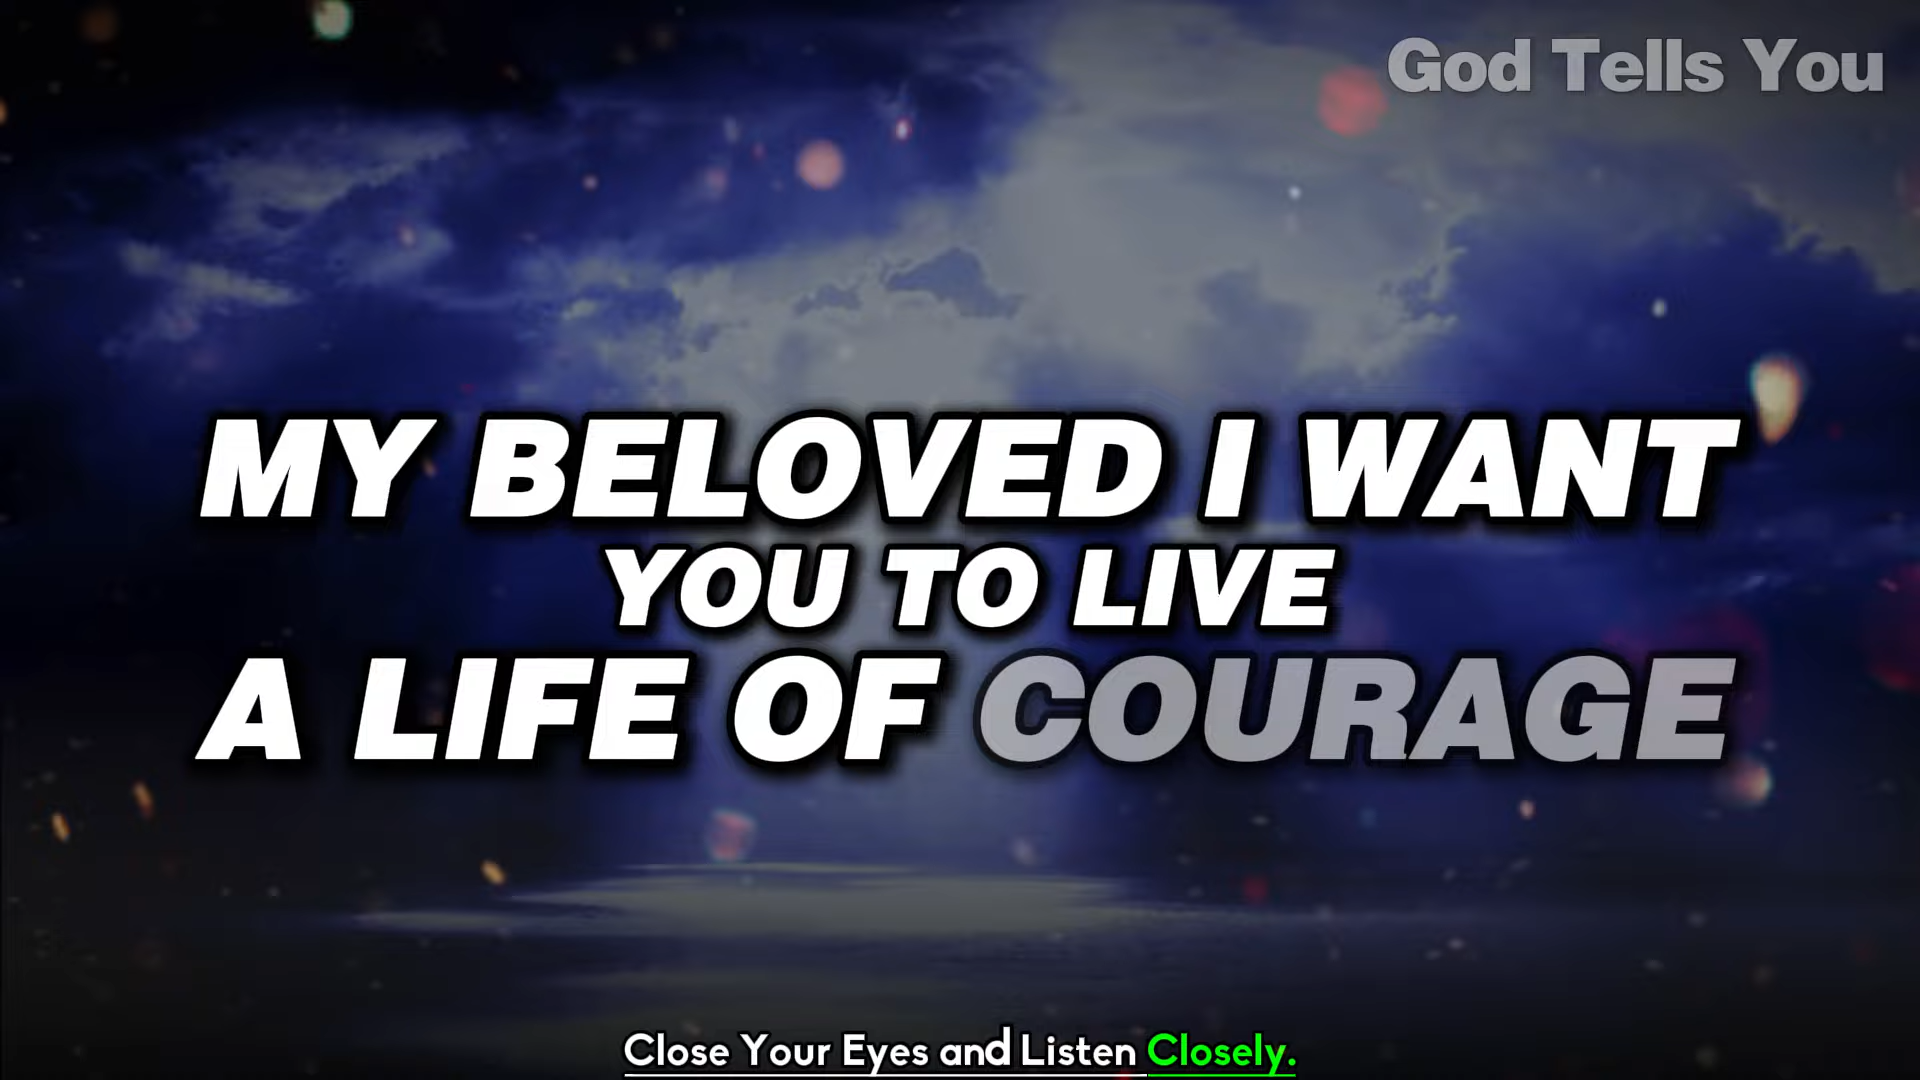 God Tells You
MY BELOVED I WANT
YOU TO LIVE
A LIFE OF COURAGE
Close Your Eyes and Listen Closely.